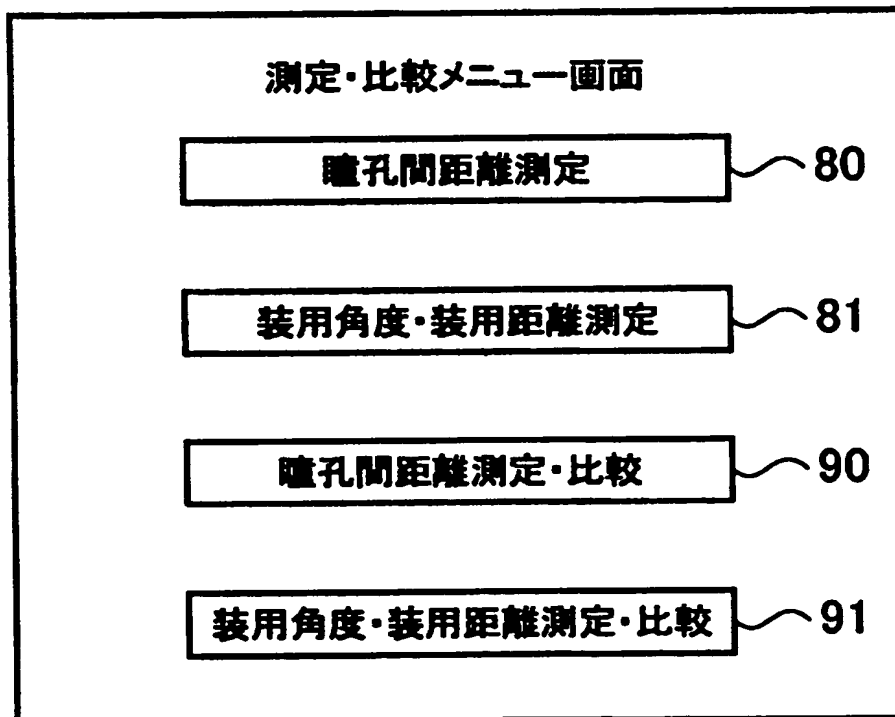 測定・比較メニュー画面
瞳孔間距離測定 80
装用角度・装用距離測定 81
瞳孔間距離測定・比較 90
装用角度・装用距離測定・比較 91